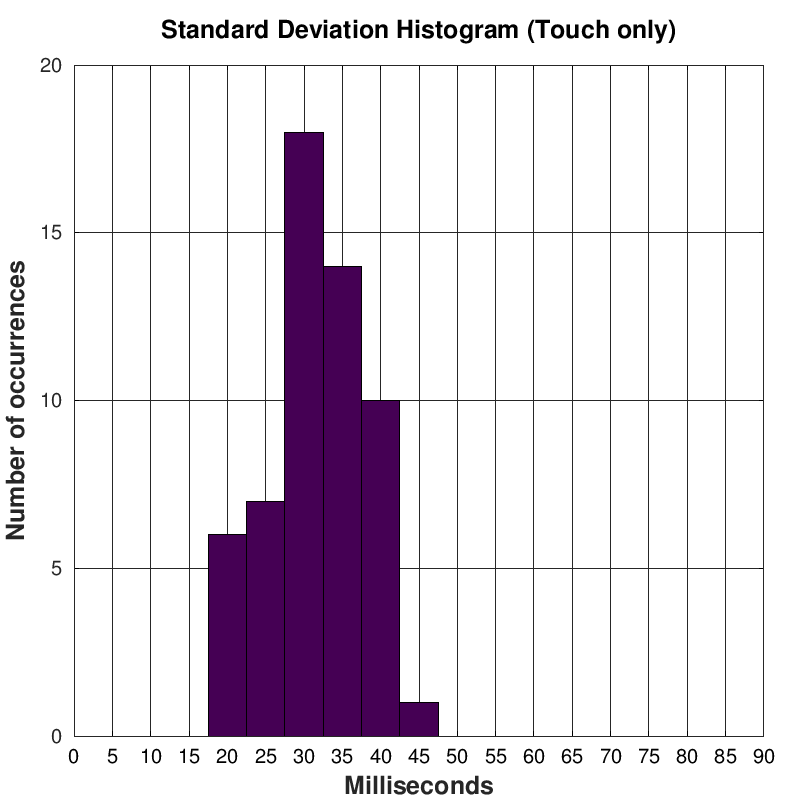 Standard Deviation Histogram (Touch only)
Number of occurrences
20
15
10
5
0
0 5 10 15 20 25 30 35 40 45 50 55 60 65 70 75 80 85 90
Milliseconds